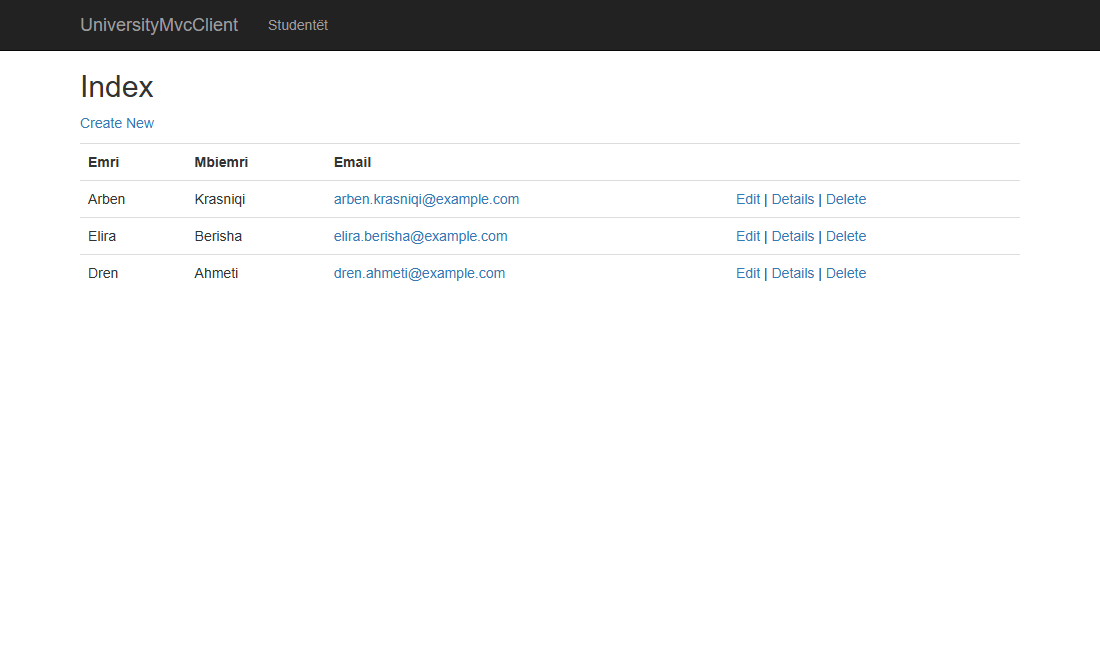 UniversityMvcClient Studentët
Index
Create New
Emri Mbiemri Email
Arben Krasniqi arben.krasniqi@example.com Edit | Details | Delete
Elira Berisha elira.berisha@example.com Edit | Details | Delete
Dren Ahmeti dren.ahmeti@example.com Edit | Details | Delete